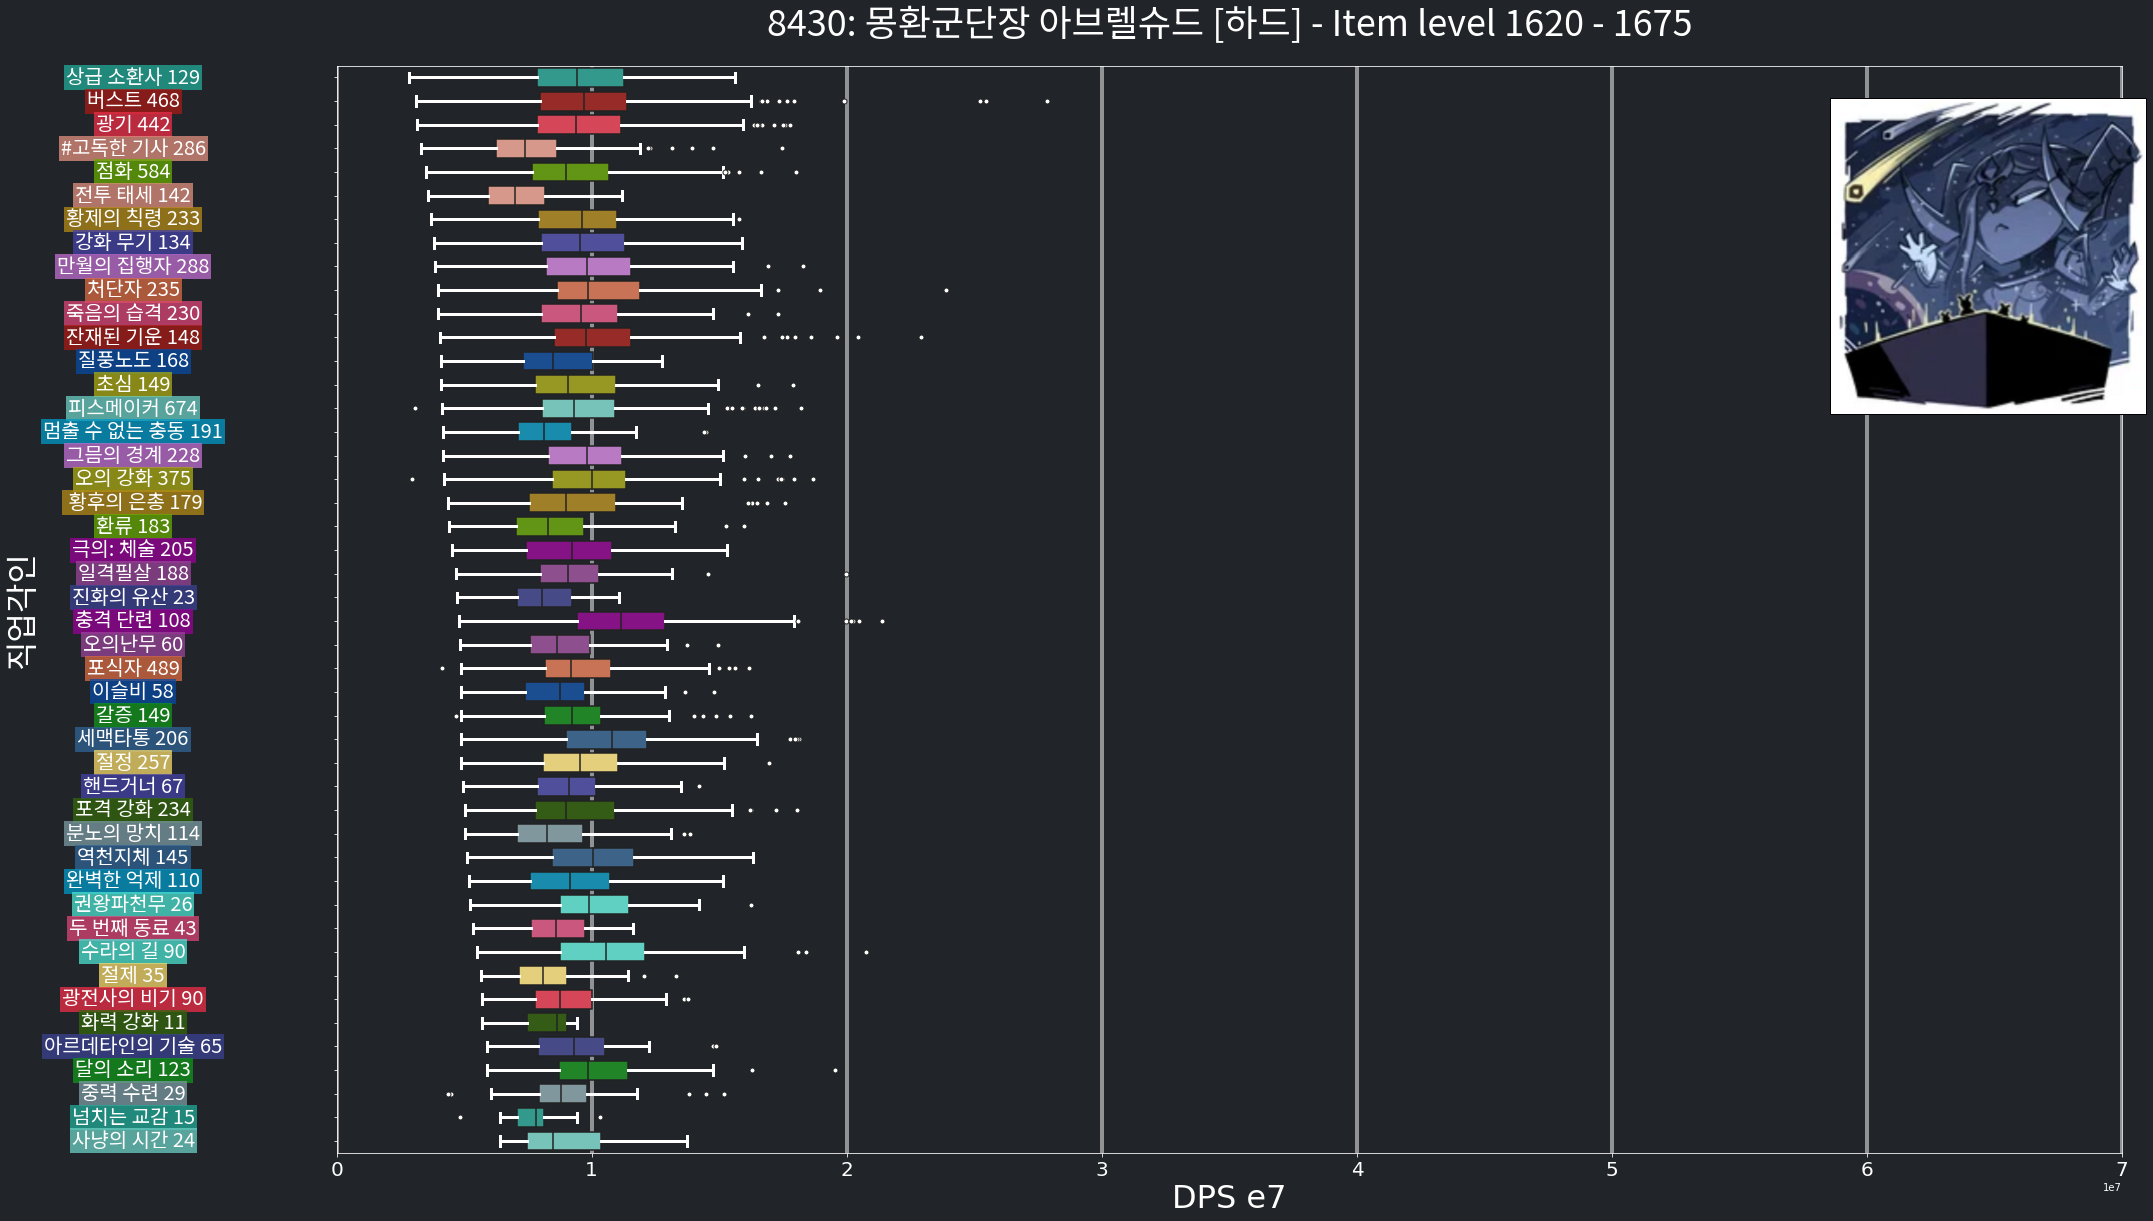 8430: 몽환군단장 아브렐슈드 [하드] - Item level 1620 - 1675
직업각인
상급 소환사 129
버스트 468
광기 442
#고독한 기사 286
점화 584
전투 태세 142
황제의 칙령 233
강화 무기 134
만월의 집행자 288
처단자 235
죽음의 습격 230
잔재된 기운 148
질풍노도 168
초심 149
피스메이커 674
멈출 수 없는 충동 191
그믐의 경계 228
오의 강화 375
황후의 은총 179
환류 183
극의: 체술 205
일격필살 188
진화의 유산 23
충격 단련 108
오의난무 60
포식자 489
이슬비 58
갈증 149
세맥타통 206
절정 257
핸드거너 67
포격 강화 234
분노의 망치 114
역천지체 145
완벽한 억제 110
권왕파천무 26
두 번째 동료 43
수라의 길 90
절제 35
광전사의 비기 90
화력 강화 11
아르데타인의 기술 65
달의 소리 123
중력 수련 29
넘치는 교감 15
사냥의 시간 24
0 1 2 3 4 5 6 7
1e7
DPS e7